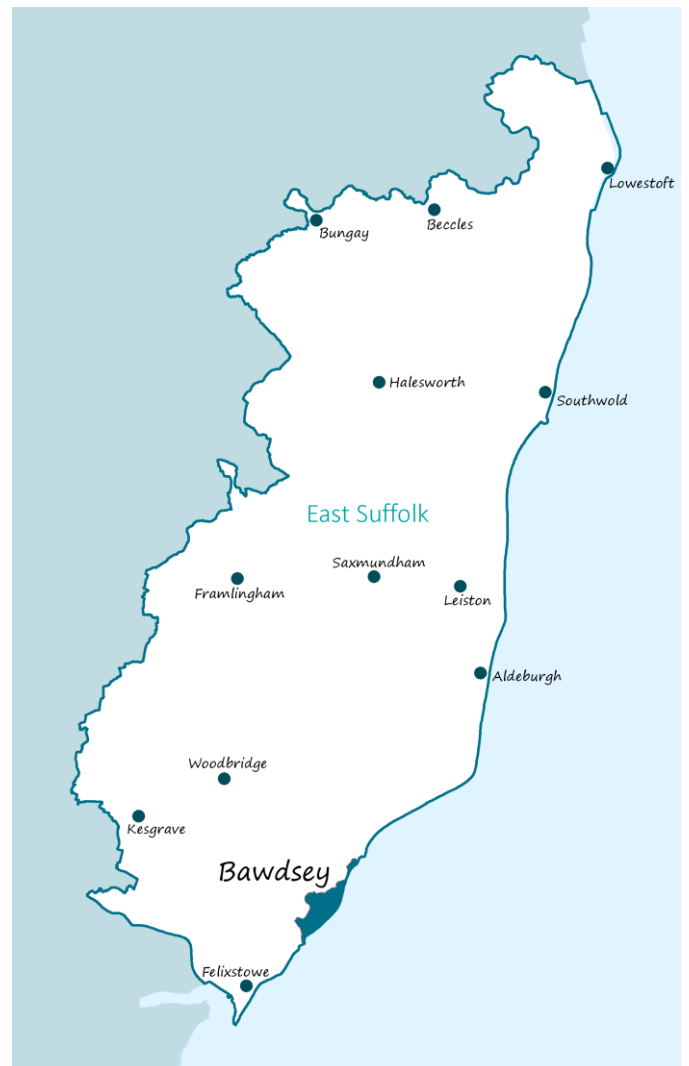 Lowestoft
Beccles
Bungay
Halesworth
Southwold
East Suffolk
Saxmundham
Framlingham
Leiston
Aldeburgh
Woodbridge
Kesgrave
Bawdsey
Felixstowe